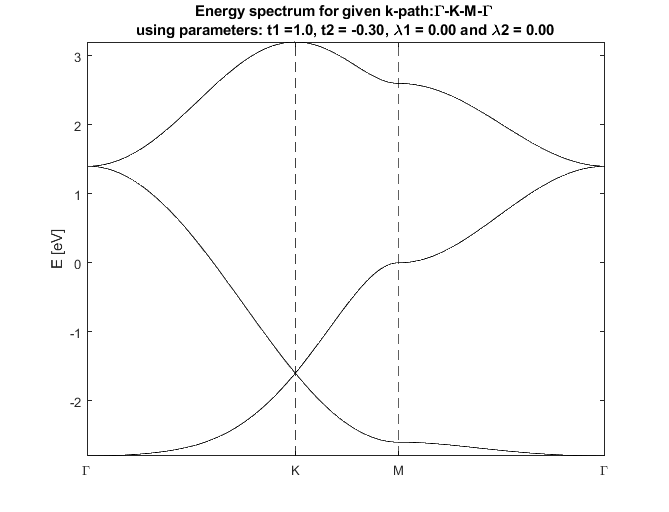 Energy spectrum for given k-path:Γ-K-M-Γ
using parameters: t1 =1.0, t2 = -0.30, λ1 = 0.00 and λ2 = 0.00
3
2
1
0
-1
-2
E [eV]
Γ
K
M
Γ